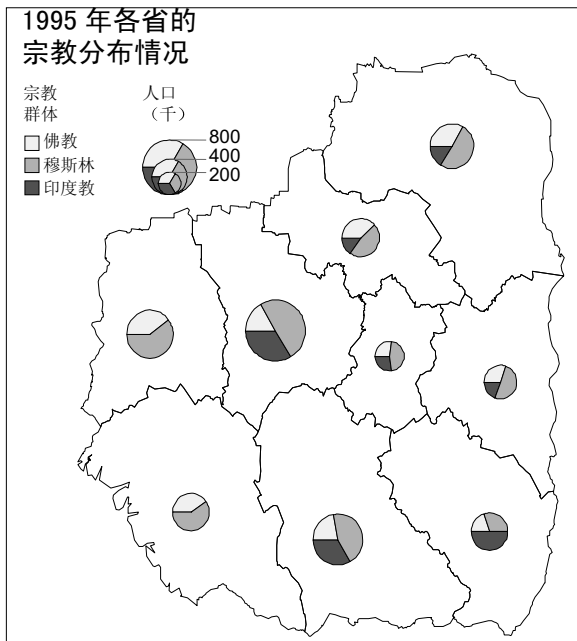 1995 年各省的
宗教分布情况
宗教
群体
佛教
穆斯林
印度教
人口
（千）
800
400
200